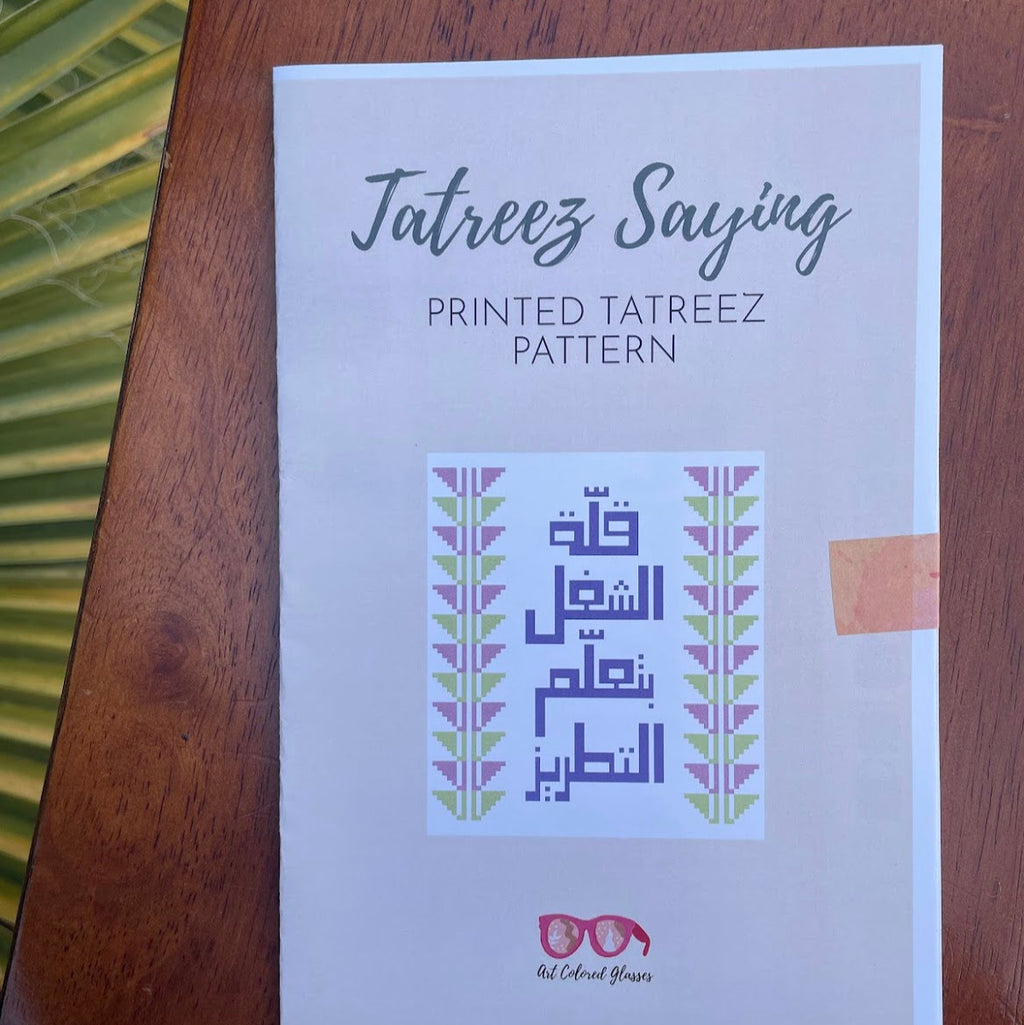 Tatreez Saying
PRINTED TATREEZ
PATTERN
قلّة
الشغل
بتعلّم
التطريز
Art Colored Glasses